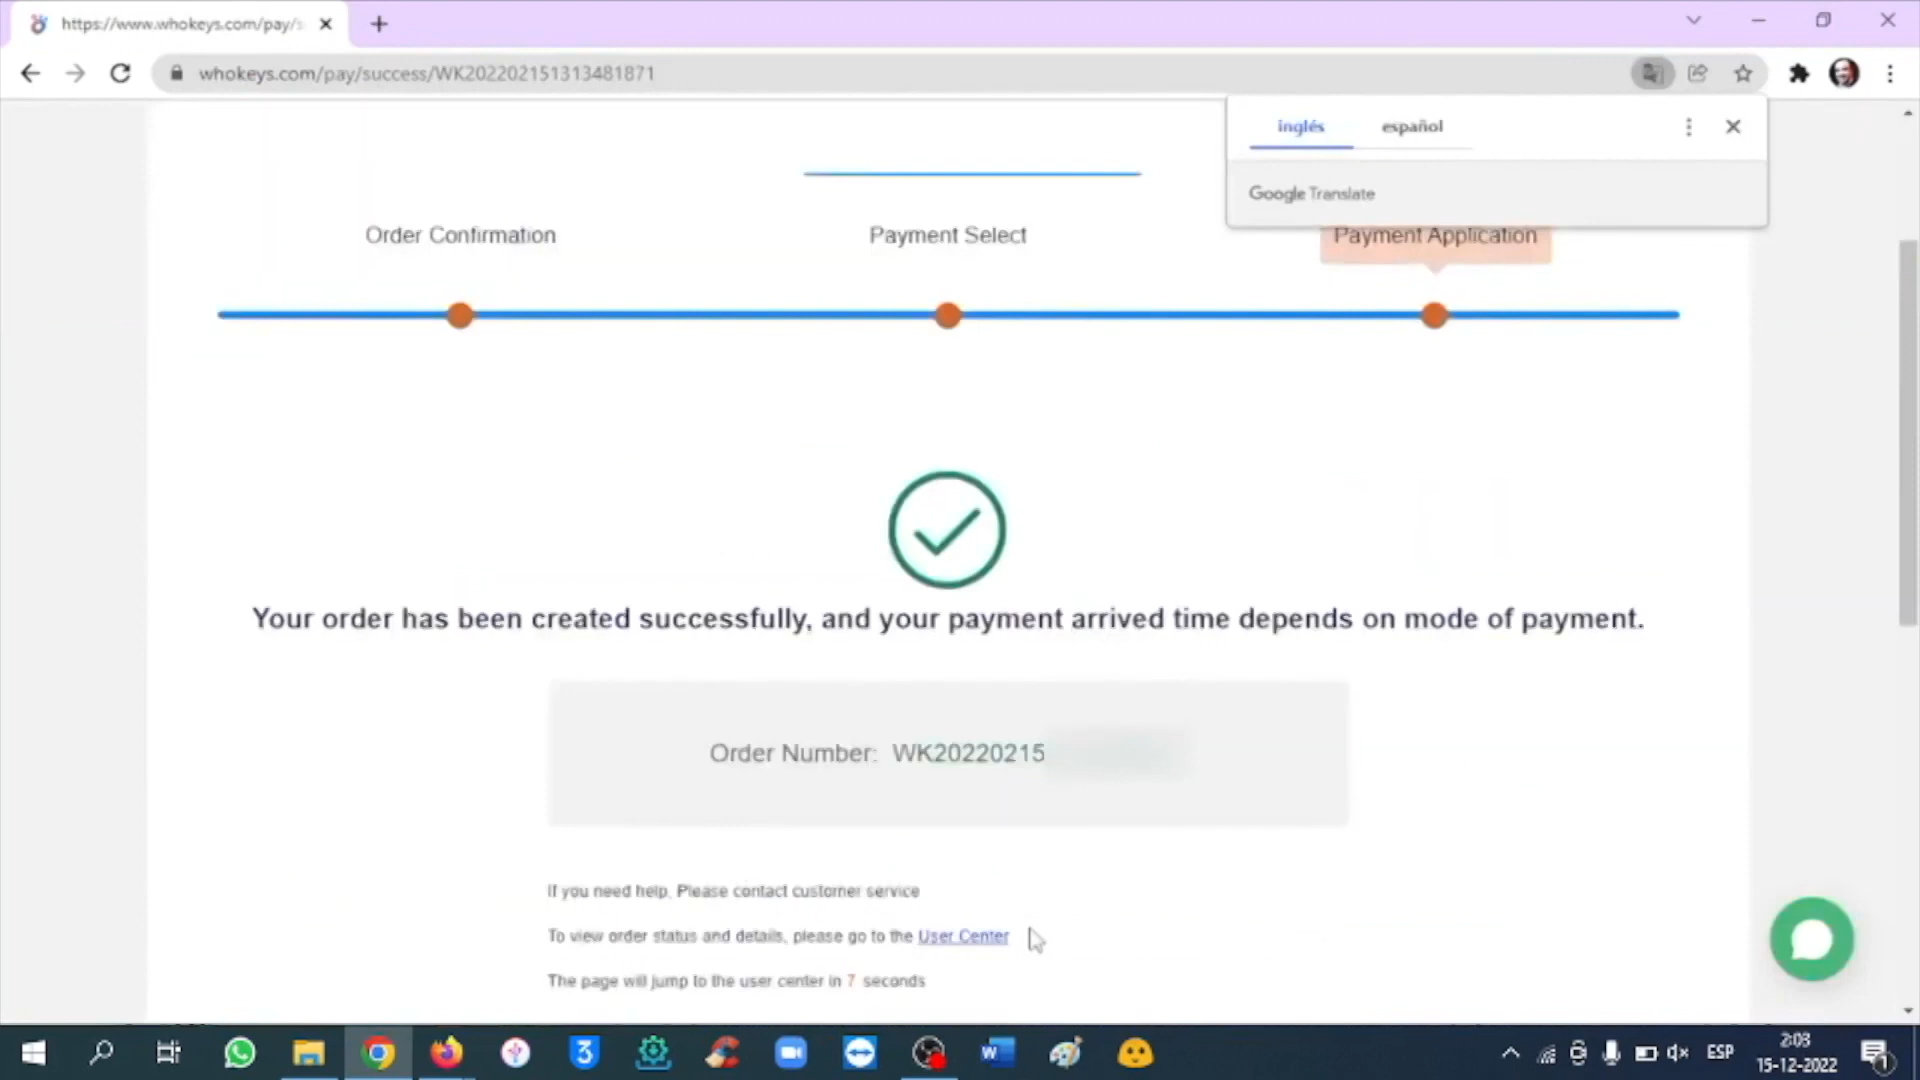 https://www.whokeys.com/pay/s
whokeys.com/pay/success/WK202202151313481871
inglés español
Google Translate
Order Confirmation
Payment Select
Payment Application
Your order has been created successfully, and your payment arrived time depends on mode of payment.
Order Number: WK20220215
If you need help, Please contact customer service
To view order status and details, please go to the User Center
The page will jump to the user center in 7 seconds
3
W
ESP
2:03
15-12-2022
1